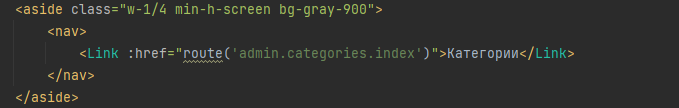 <aside class="w-1/4 min-h-screen bg-gray-900">
<nav>
<Link :href="route('admin.categories.index')">Категории</Link>
</nav>
</aside>